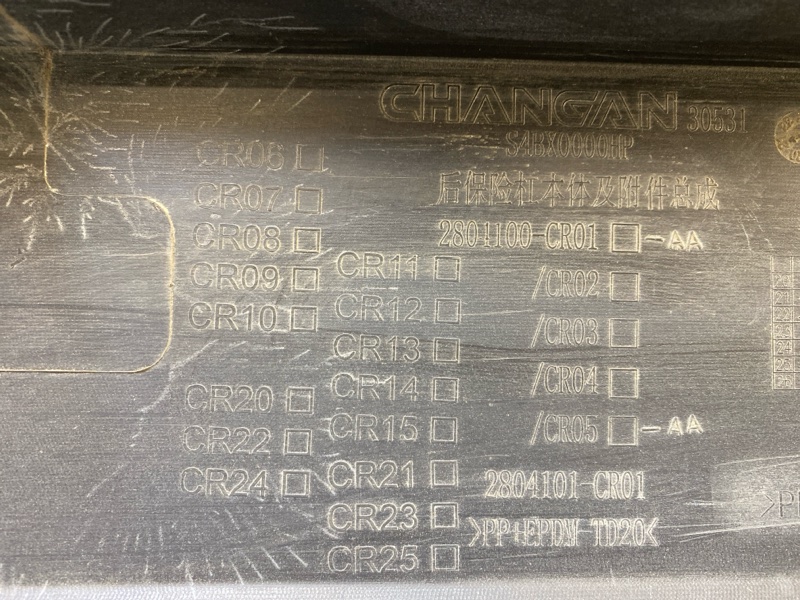 CHANGAN 30531
S4BX0000HP
后保险杠本体及附件总成
2804100-CR01 □-AA
/CR02 □
/CR03 □
/CR04 □
/CR05 □-AA
2804101-CR01
>PP+EPDM-TD20<
CR06 □
CR07 □
CR08 □
CR09 □
CR10 □
CR20 □
CR22 □
CR24 □
CR11 □
CR12 □
CR13 □
CR14 □
CR15 □
CR21 □
CR23 □
CR25 □
>PP